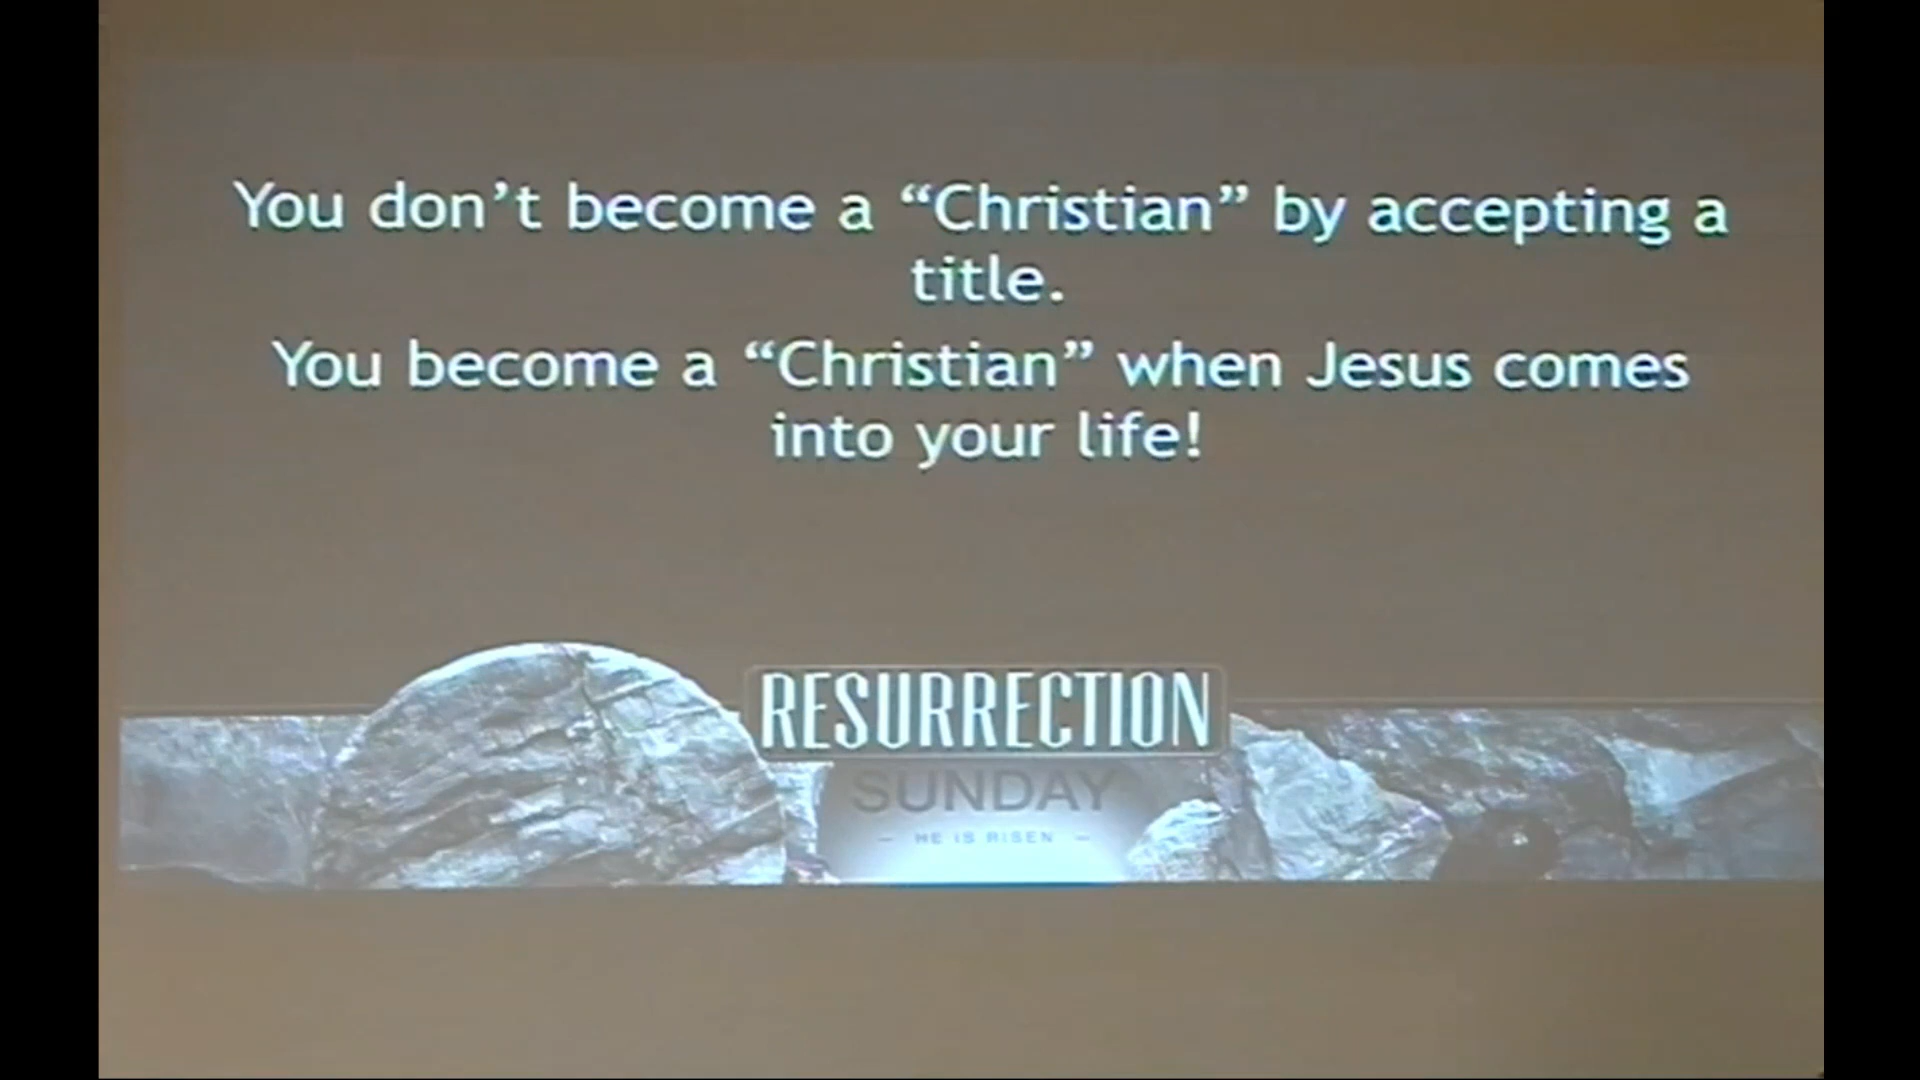 You don’t become a “Christian” by accepting a
title.
You become a “Christian” when Jesus comes
into your life!
RESURRECTION
SUNDAY
– HE IS RISEN –